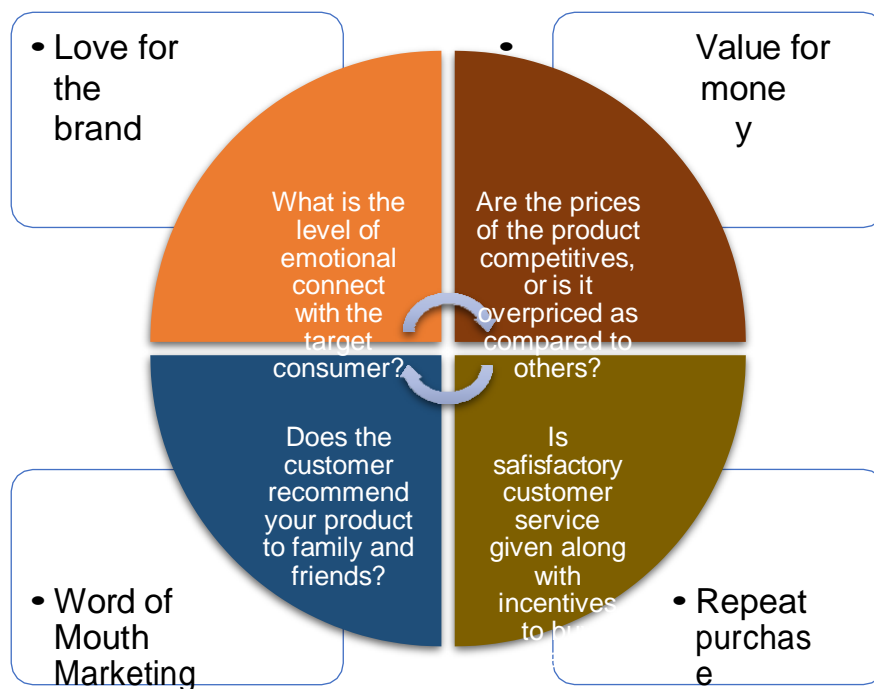 • Love for
the
brand
• Value for
mone
y
What is the
level of
emotional
connect
with the
target
consumer?
Are the prices
of the product
competitives,
or is it
overpriced as
compared to
others?
Does the
customer
recommend
your product
to family and
friends?
Is
safisfactory
customer
service
given along
with
incentives
to
• Word of
Mouth
Marketing
• Repeat
purchas
e